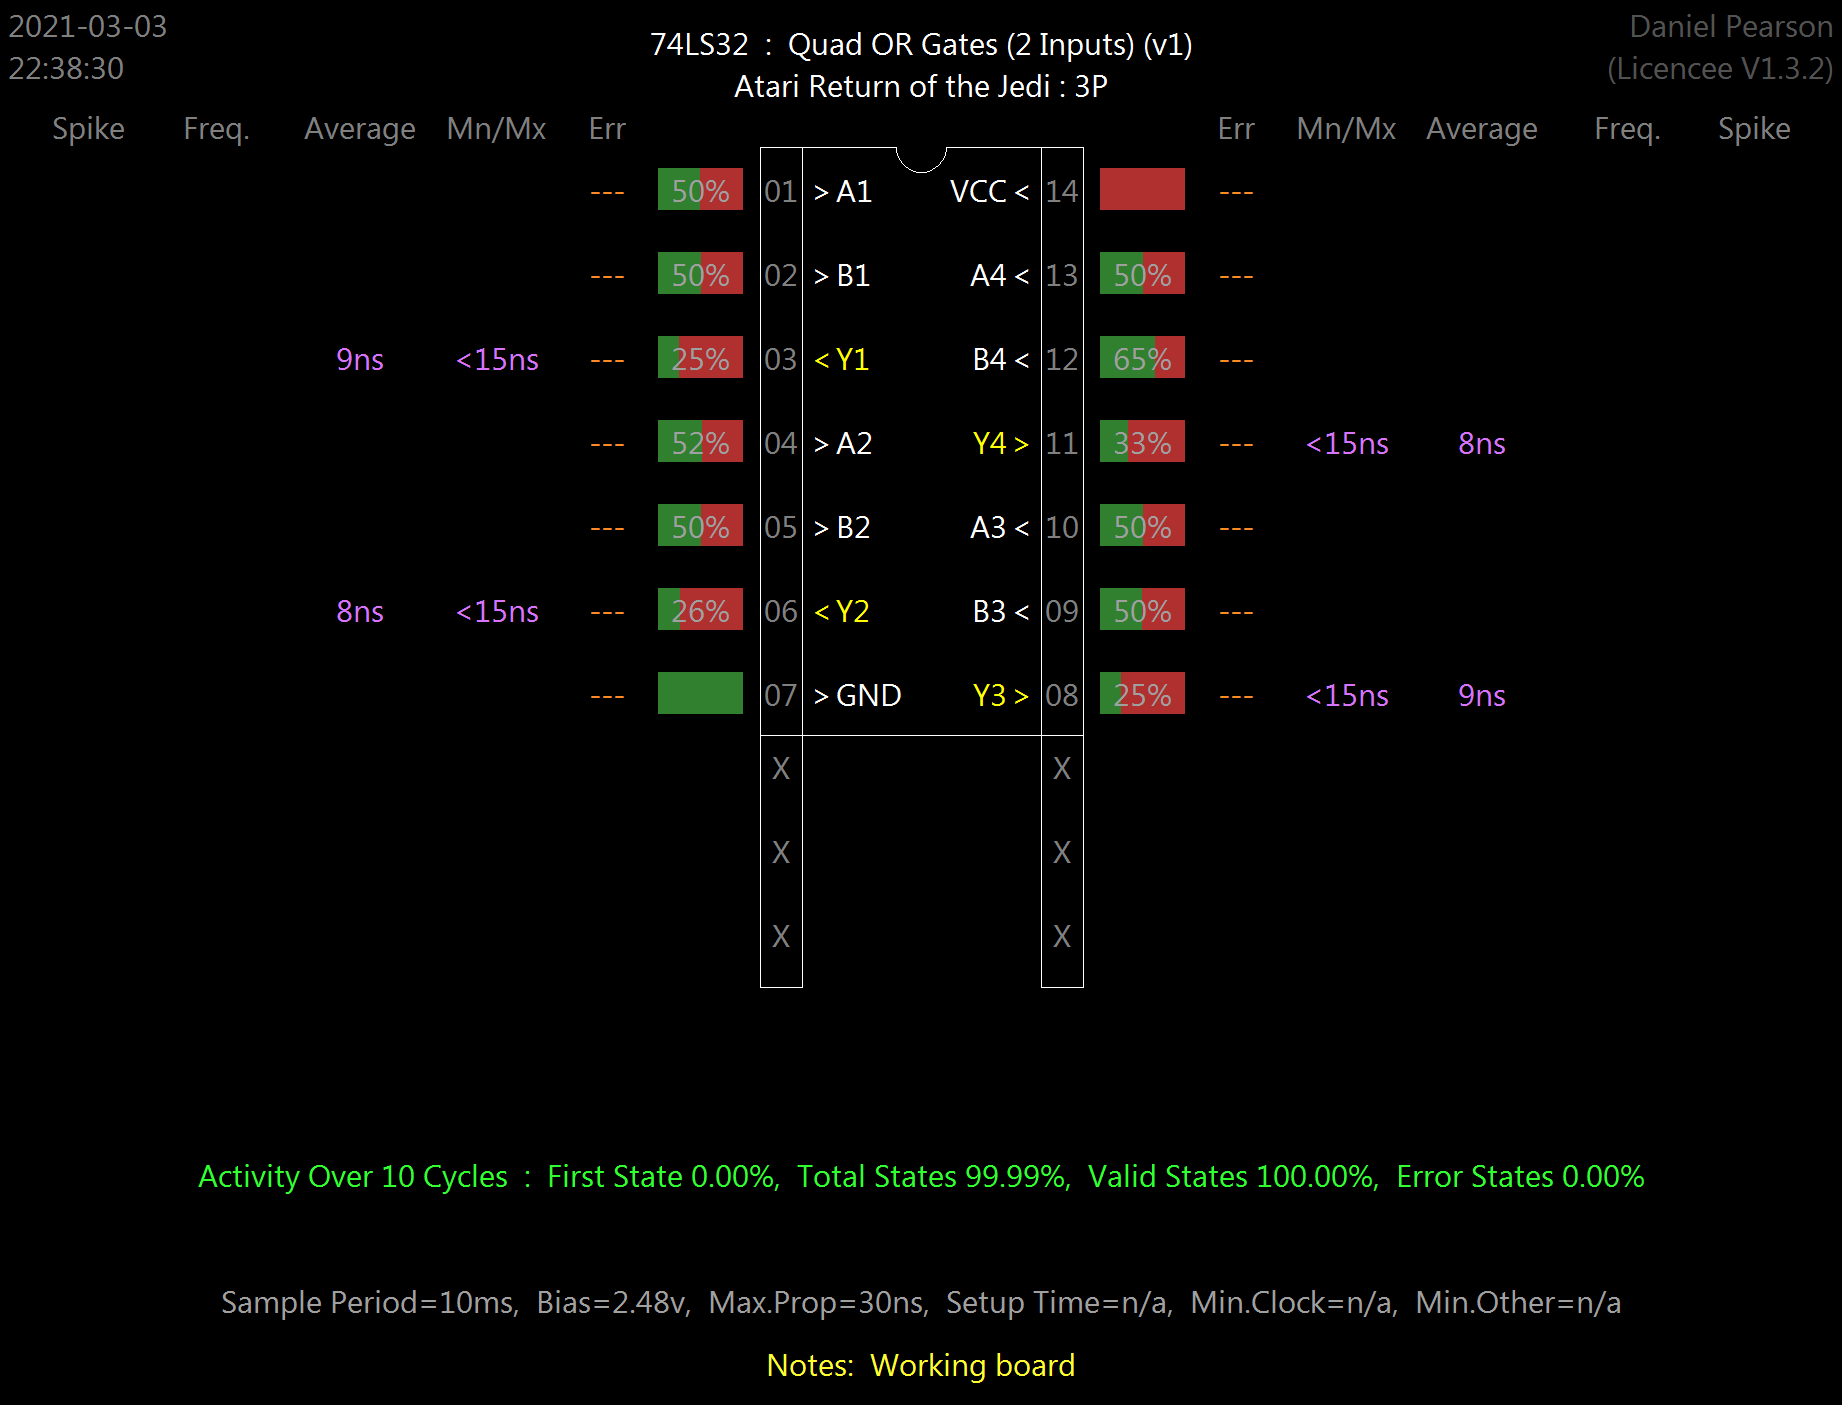 2021-03-03
22:38:30
74LS32 : Quad OR Gates (2 Inputs) (v1)
Atari Return of the Jedi : 3P
Daniel Pearson
(Licencee V1.3.2)
Spike Freq. Average Mn/Mx Err Err Mn/Mx Average Freq. Spike
--- 50% 01 > A1 VCC < 14 ---
--- 50% 02 > B1 A4 < 13 50% ---
9ns <15ns --- 25% 03 < Y1 B4 < 12 65% ---
--- 52% 04 > A2 Y4 > 11 33% --- <15ns 8ns
--- 50% 05 > B2 A3 < 10 50% ---
8ns <15ns --- 26% 06 < Y2 B3 < 09 50% ---
--- 07 > GND Y3 > 08 25% --- <15ns 9ns
X X
X X
X X
Activity Over 10 Cycles : First State 0.00%, Total States 99.99%, Valid States 100.00%, Error States 0.00%
Sample Period=10ms, Bias=2.48v, Max.Prop=30ns, Setup Time=n/a, Min.Clock=n/a, Min.Other=n/a
Notes: Working board